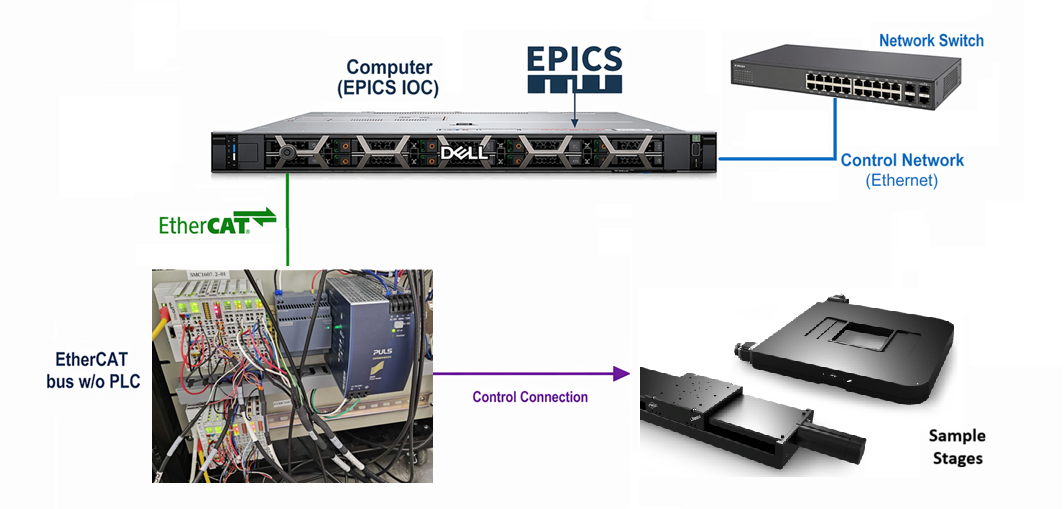 Network Switch
EPICS
Computer
(EPICS IOC)
DELL
Control Network
(Ethernet)
EtherCAT
PULS
EtherCAT
bus w/o PLC
Control Connection
Sample
Stages